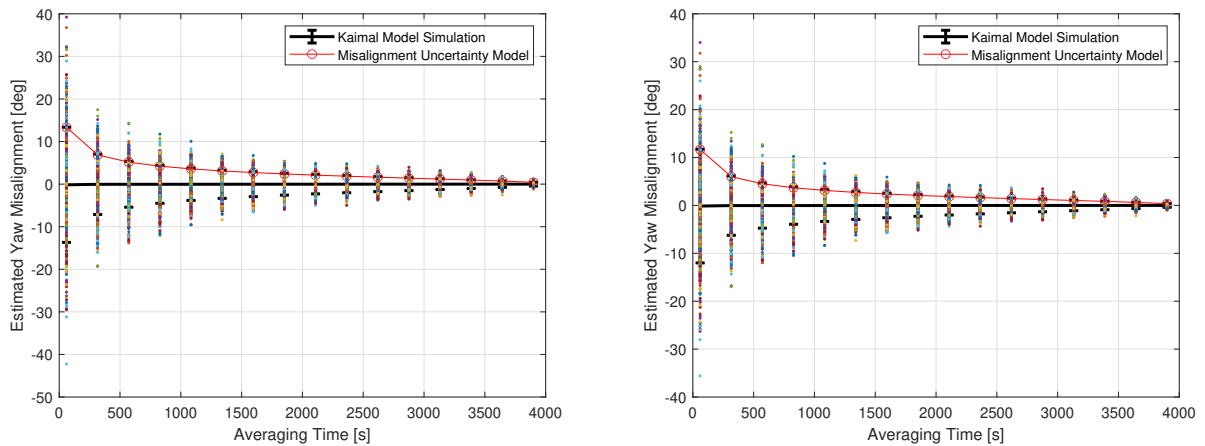 40
30
20
10
0
-10
-20
-30
-40
-50
Estimated Yaw Misalignment [deg]
Kaimal Model Simulation
Misalignment Uncertainty Model
0 500 1000 1500 2000 2500 3000 3500 4000
Averaging Time [s]
40
30
20
10
0
-10
-20
-30
-40
Estimated Yaw Misalignment [deg]
Kaimal Model Simulation
Misalignment Uncertainty Model
0 500 1000 1500 2000 2500 3000 3500 4000
Averaging Time [s]